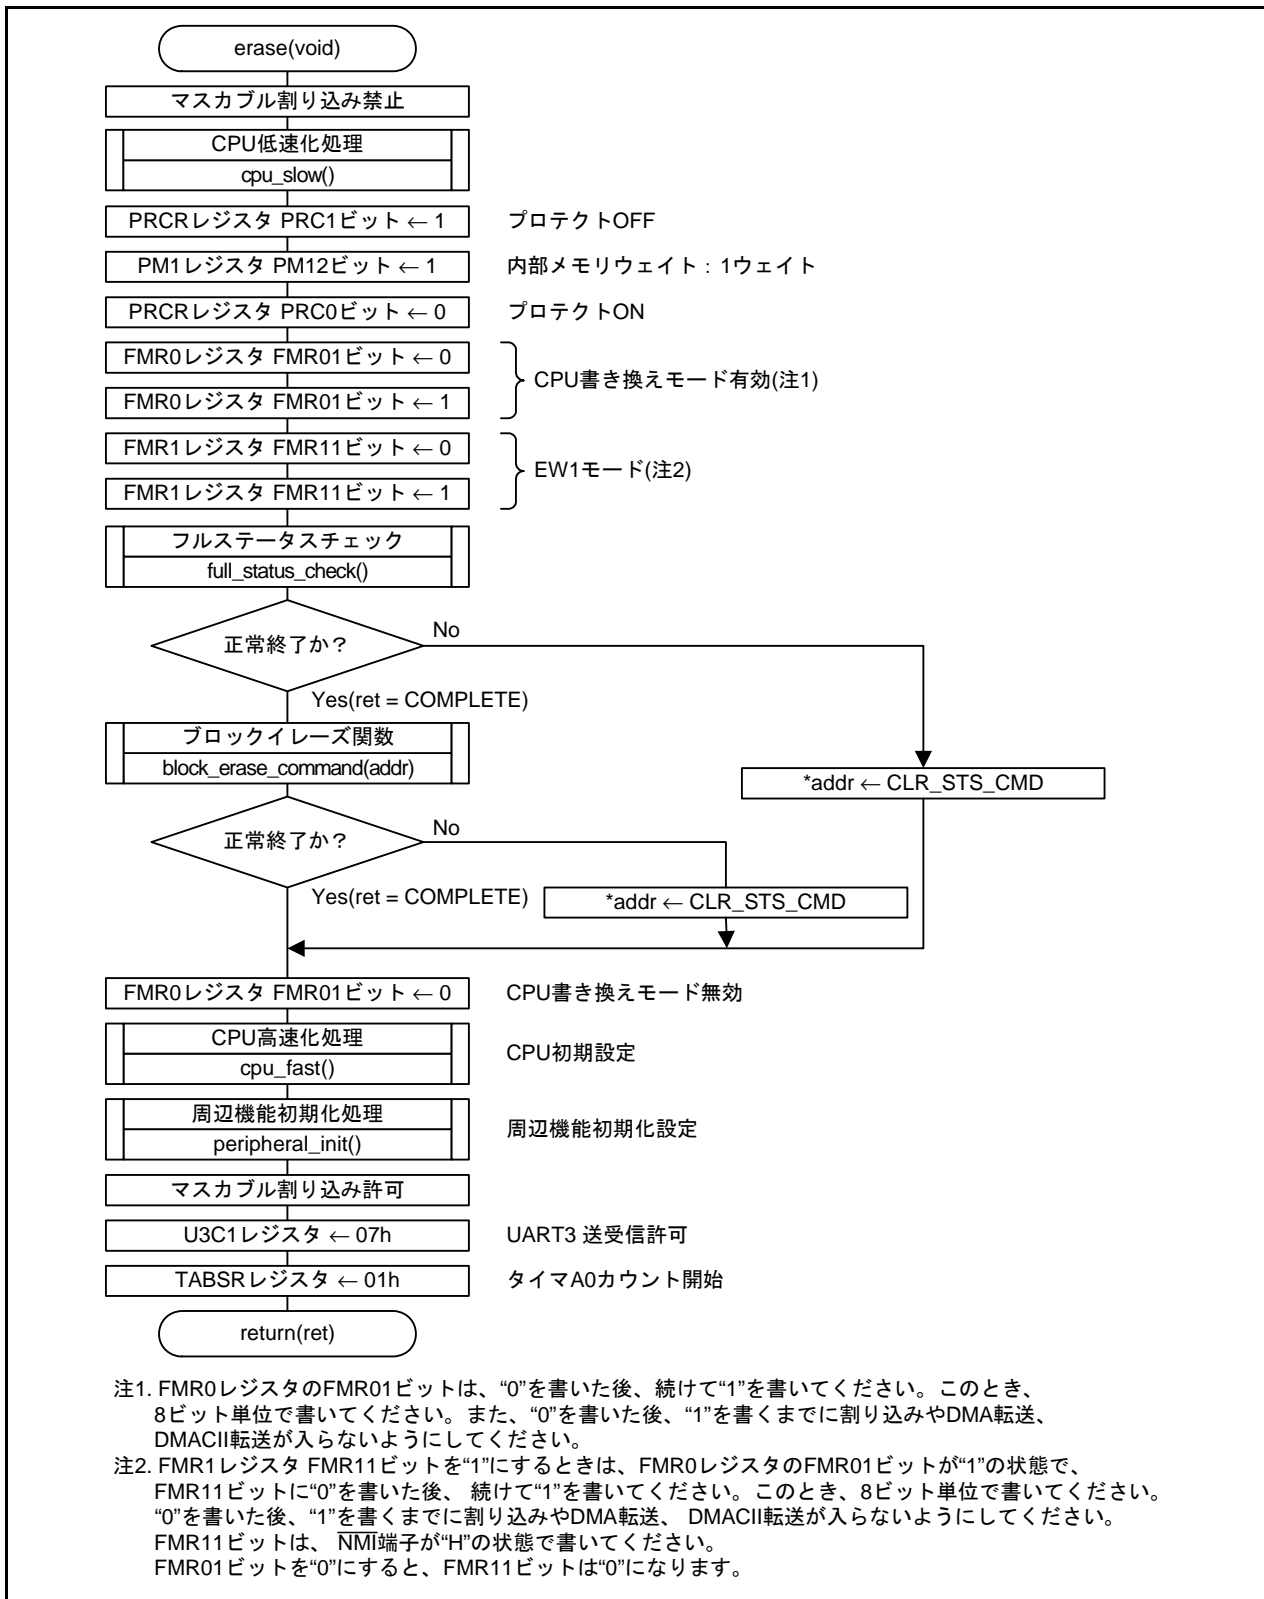 erase(void)
マスカブル割り込み禁止
CPU低速化処理
cpu_slow()
PRCRレジスタ PRC1ビット ← 1
プロテクトOFF
PM1レジスタ PM12ビット ← 1
内部メモリウェイト：1ウェイト
PRCRレジスタ PRC0ビット ← 0
プロテクトON
FMR0レジスタ FMR01ビット ← 0
CPU書き換えモード有効(注1)
FMR0レジスタ FMR01ビット ← 1
FMR1レジスタ FMR11ビット ← 0
EW1モード(注2)
FMR1レジスタ FMR11ビット ← 1
フルステータスチェック
full_status_check()
正常終了か？
No
Yes(ret = COMPLETE)
ブロックイレーズ関数
block_erase_command(addr)
*addr ← CLR_STS_CMD
正常終了か？
No
Yes(ret = COMPLETE)
*addr ← CLR_STS_CMD
FMR0レジスタ FMR01ビット ← 0
CPU書き換えモード無効
CPU高速化処理
cpu_fast()
CPU初期設定
周辺機能初期化処理
peripheral_init()
周辺機能初期化設定
マスカブル割り込み許可
U3C1レジスタ ← 07h
UART3 送受信許可
TABSRレジスタ ← 01h
タイマA0カウント開始
return(ret)
注1. FMR0レジスタのFMR01ビットは、“0”を書いた後、続けて“1”を書いてください。このとき、
8ビット単位で書いてください。また、“0”を書いた後、“1”を書くまでに割り込みやDMA転送、
DMACII転送が入らないようにしてください。
注2. FMR1レジスタ FMR11ビットを“1”にするときは、FMR0レジスタのFMR01ビットが“1”の状態で、
FMR11ビットに“0”を書いた後、 続けて“1”を書いてください。このとき、8ビット単位で書いてください。
“0”を書いた後、“1”を書くまでに割り込みやDMA転送、 DMACII転送が入らないようにしてください。
FMR11ビットは、 N̅M̅I̅端子が“H”の状態で書いてください。
FMR01ビットを“0”にすると、FMR11ビットは“0”になります。